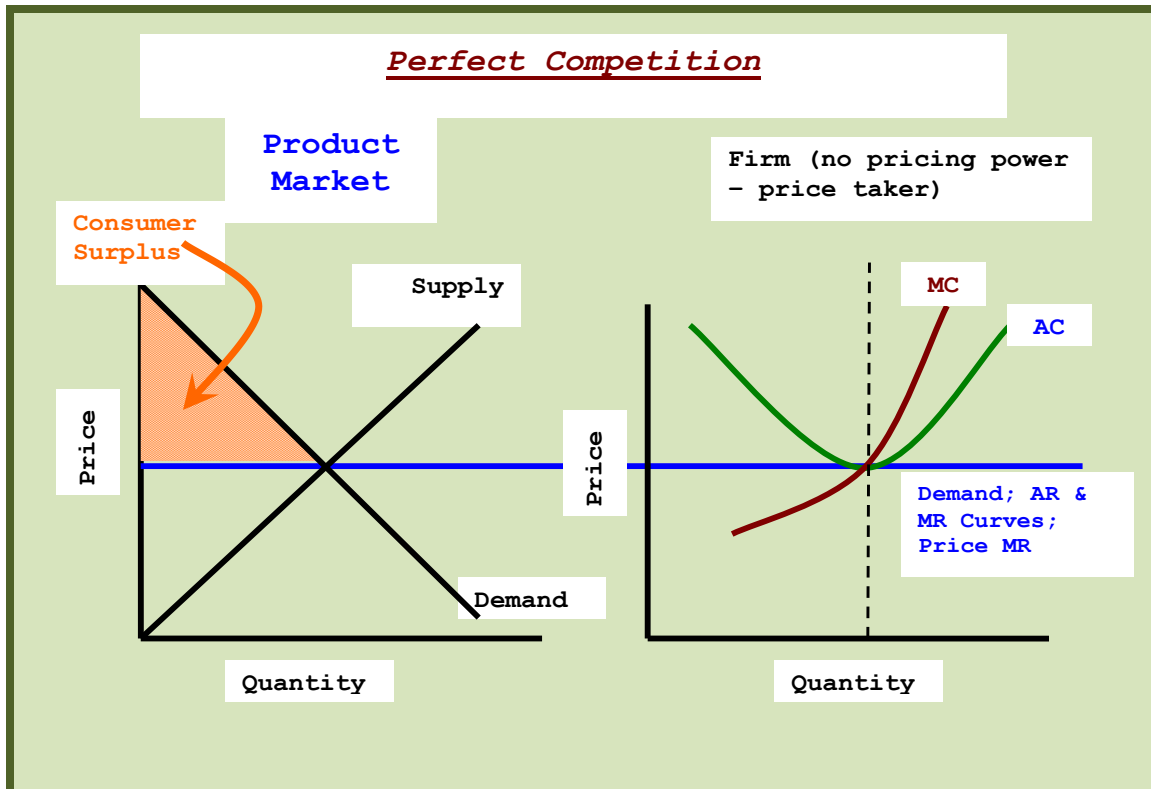 Perfect Competition
Product
Market
Firm (no pricing power
– price taker)
Consumer
Surplus
Supply
MC
AC
Price
Price
Demand; AR &
MR Curves;
Price MR
Demand
Quantity
Quantity